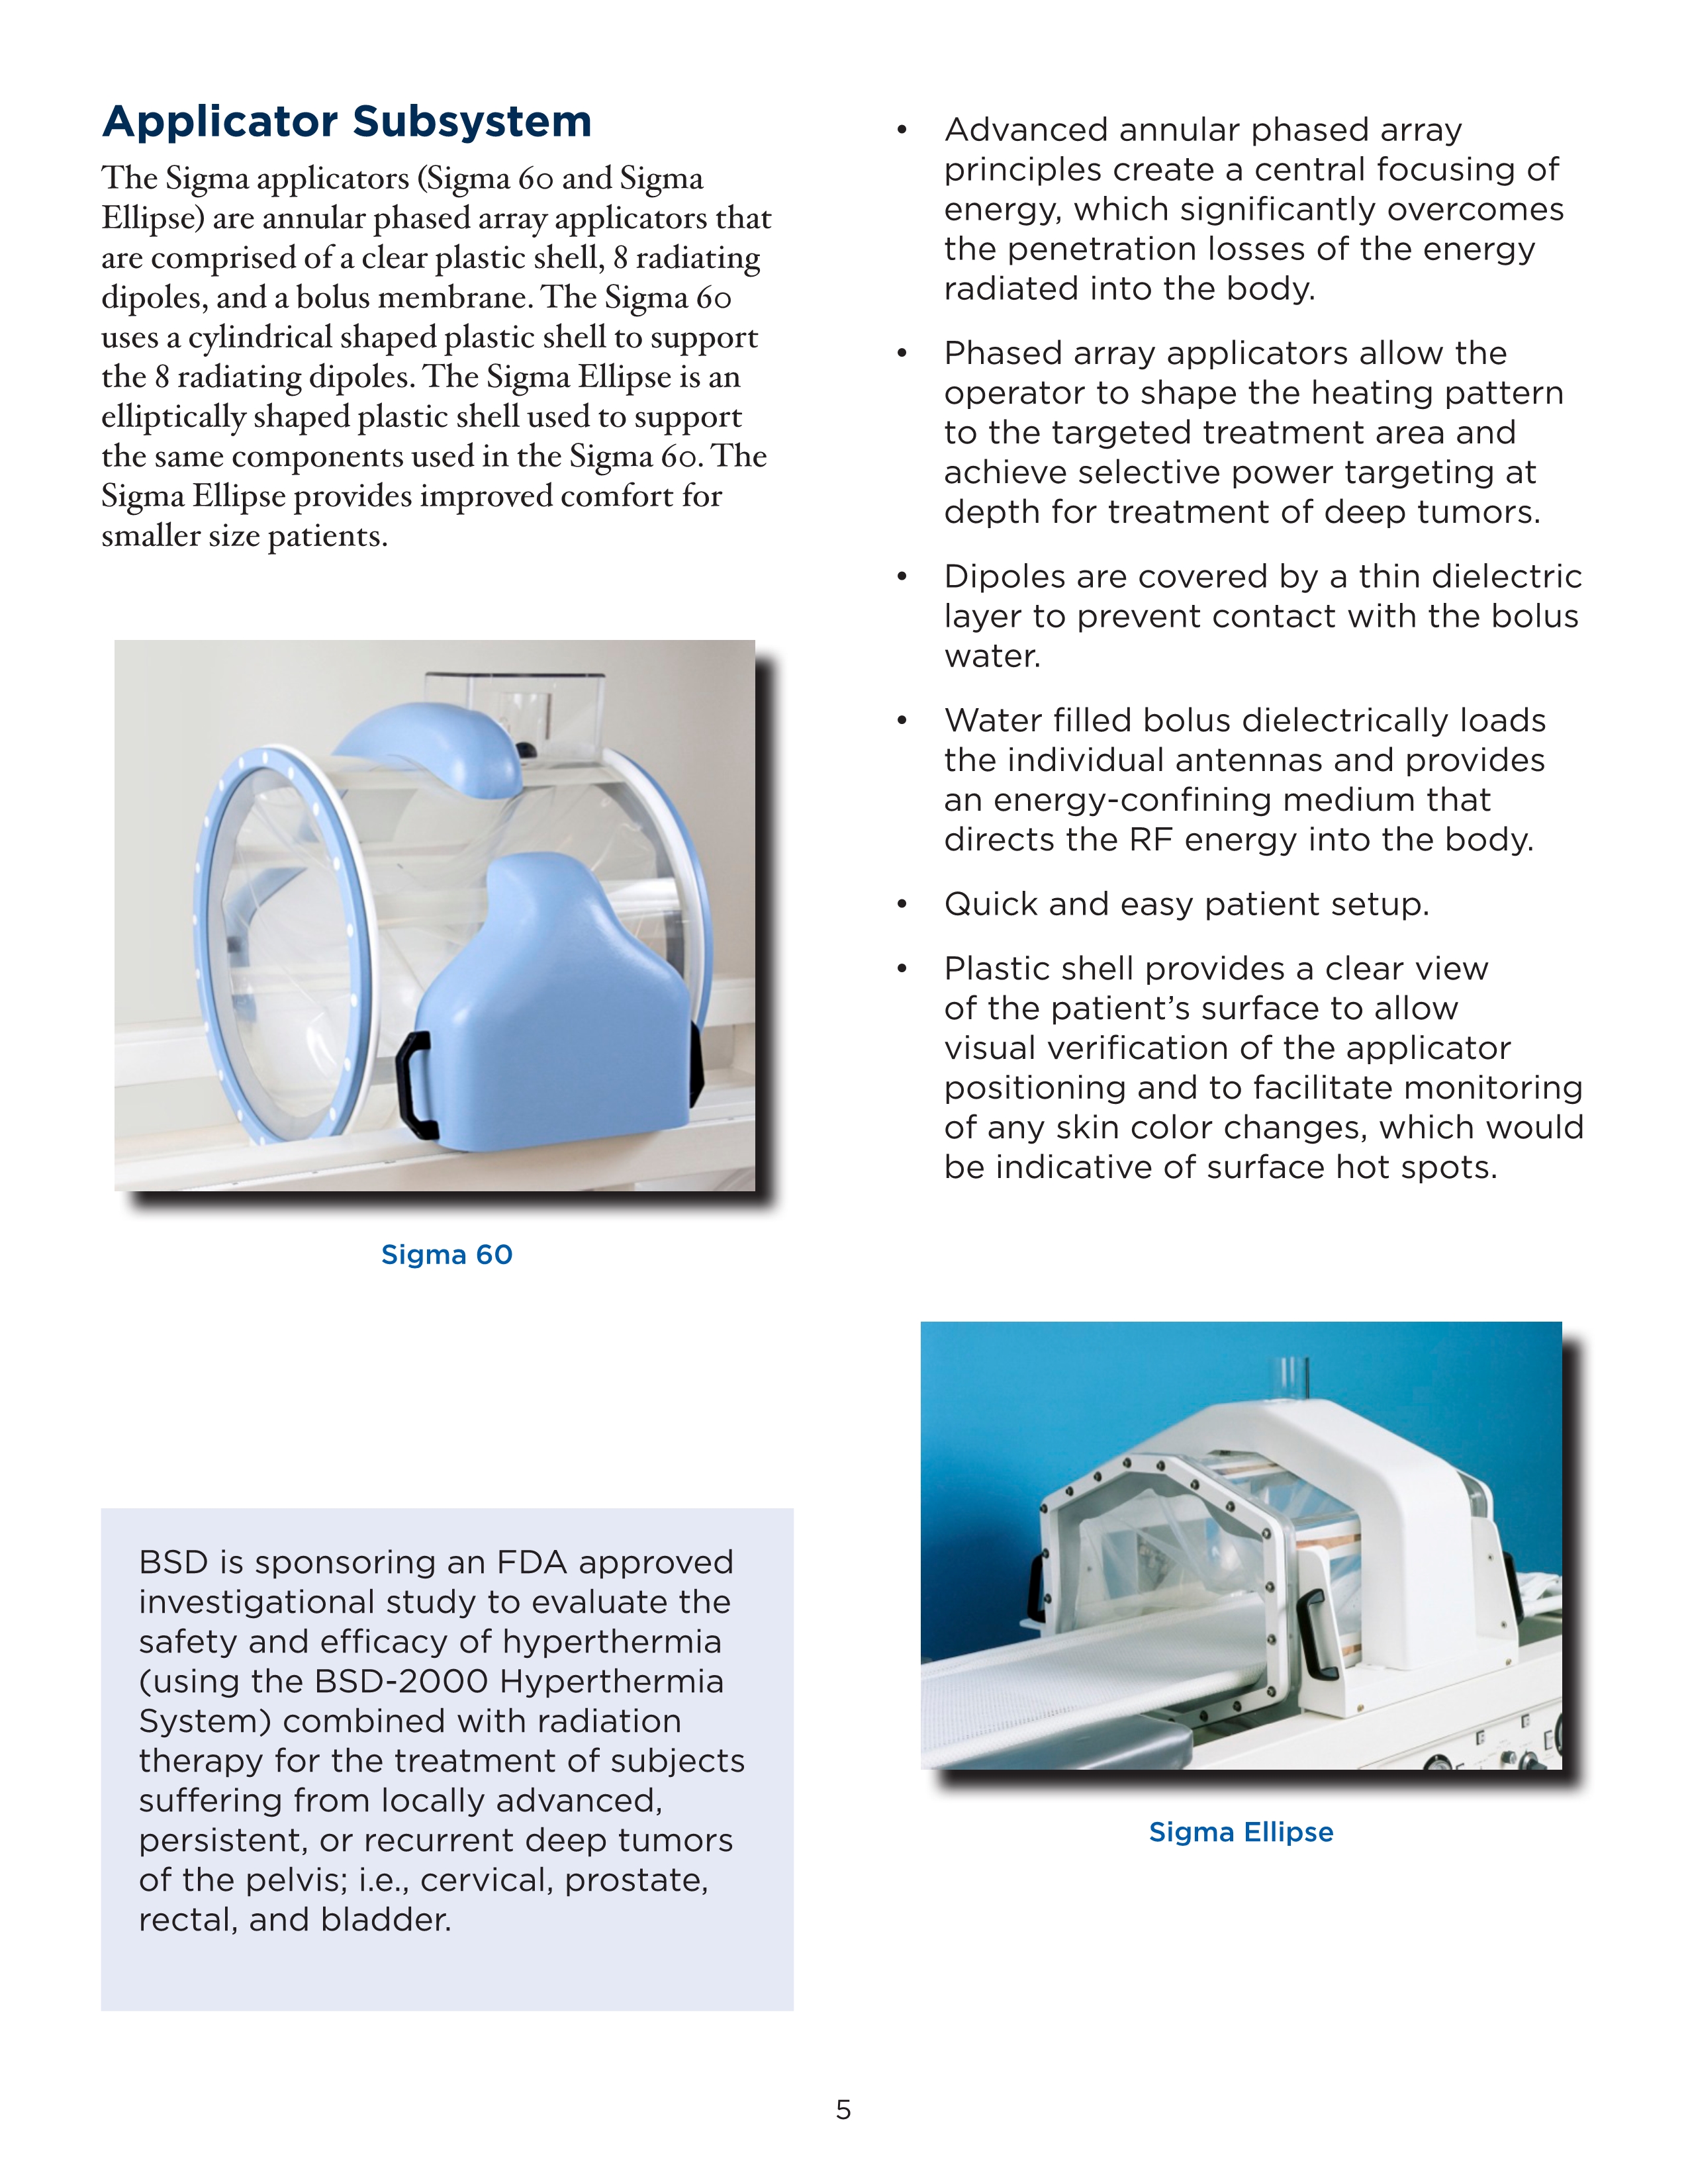 Applicator Subsystem
The Sigma applicators (Sigma 60 and Sigma
Ellipse) are annular phased array applicators that
are comprised of a clear plastic shell, 8 radiating
dipoles, and a bolus membrane. The Sigma 60
uses a cylindrical shaped plastic shell to support
the 8 radiating dipoles. The Sigma Ellipse is an
elliptically shaped plastic shell used to support
the same components used in the Sigma 60. The
Sigma Ellipse provides improved comfort for
smaller size patients.
Sigma 60
BSD is sponsoring an FDA approved
investigational study to evaluate the
safety and efficacy of hyperthermia
(using the BSD-2000 Hyperthermia
System) combined with radiation
therapy for the treatment of subjects
suffering from locally advanced,
persistent, or recurrent deep tumors
of the pelvis; i.e., cervical, prostate,
rectal, and bladder.
• Advanced annular phased array
principles create a central focusing of
energy, which significantly overcomes
the penetration losses of the energy
radiated into the body.
• Phased array applicators allow the
operator to shape the heating pattern
to the targeted treatment area and
achieve selective power targeting at
depth for treatment of deep tumors.
• Dipoles are covered by a thin dielectric
layer to prevent contact with the bolus
water.
• Water filled bolus dielectrically loads
the individual antennas and provides
an energy-confining medium that
directs the RF energy into the body.
• Quick and easy patient setup.
• Plastic shell provides a clear view
of the patient’s surface to allow
visual verification of the applicator
positioning and to facilitate monitoring
of any skin color changes, which would
be indicative of surface hot spots.
Sigma Ellipse
5